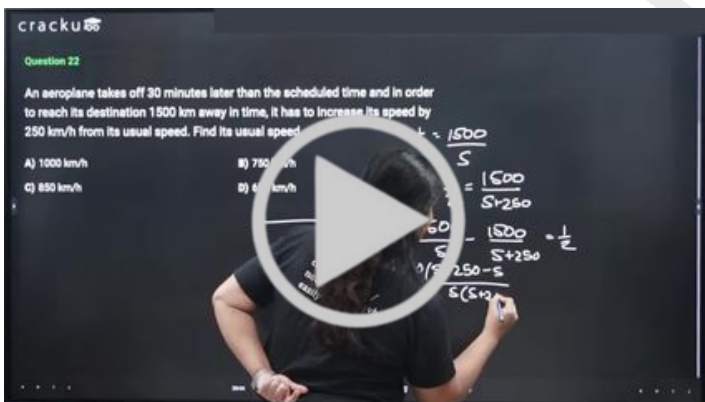 cracku
Question 22
An aeroplane takes off 30 minutes later than the scheduled time and in order
to reach its destination 1500 km away in time, it has to increase its speed by
250 km/h from its usual speed. Find its usual speed
A) 1000 km/h
B) 750
C) 850 km/h
D) km/h
= 1500
S
= 1500
S+250
- 1500 = 1/2
S S+250
S+250-S
S(S+2